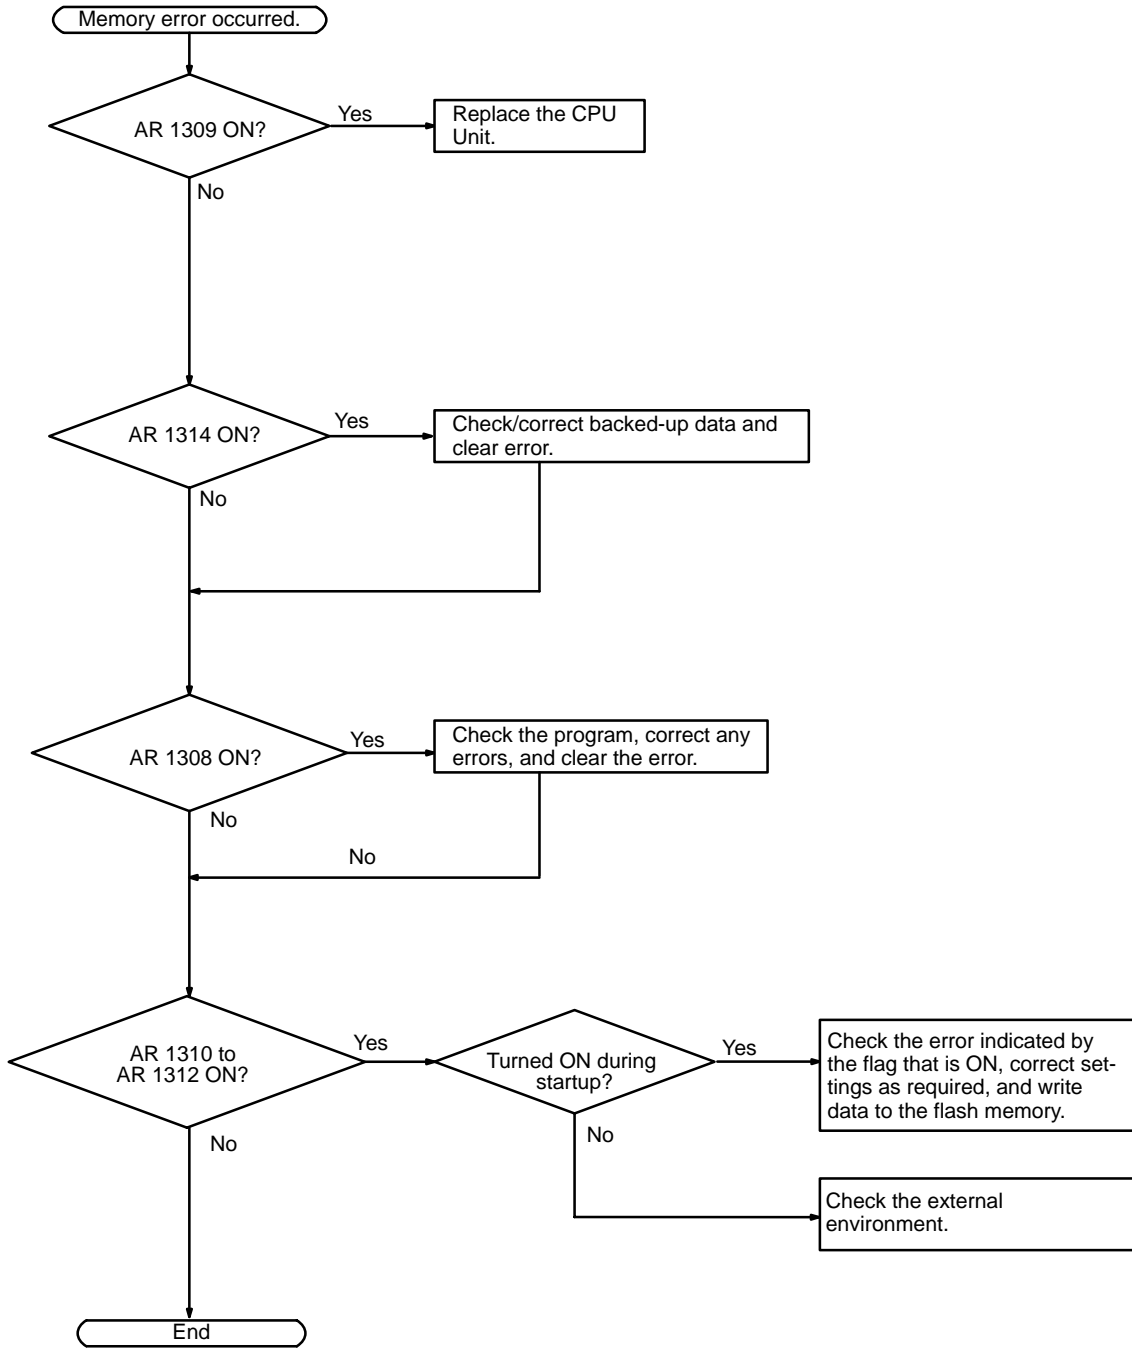 Memory error occurred.
AR 1309 ON?
Yes
Replace the CPU
Unit.
No
AR 1314 ON?
Yes
Check/correct backed-up data and
clear error.
No
AR 1308 ON?
Yes
Check the program, correct any
errors, and clear the error.
No
No
AR 1310 to
AR 1312 ON?
Yes
Turned ON during
startup?
Yes
Check the error indicated by
the flag that is ON, correct set-
tings as required, and write
data to the flash memory.
No
No
Check the external
environment.
End